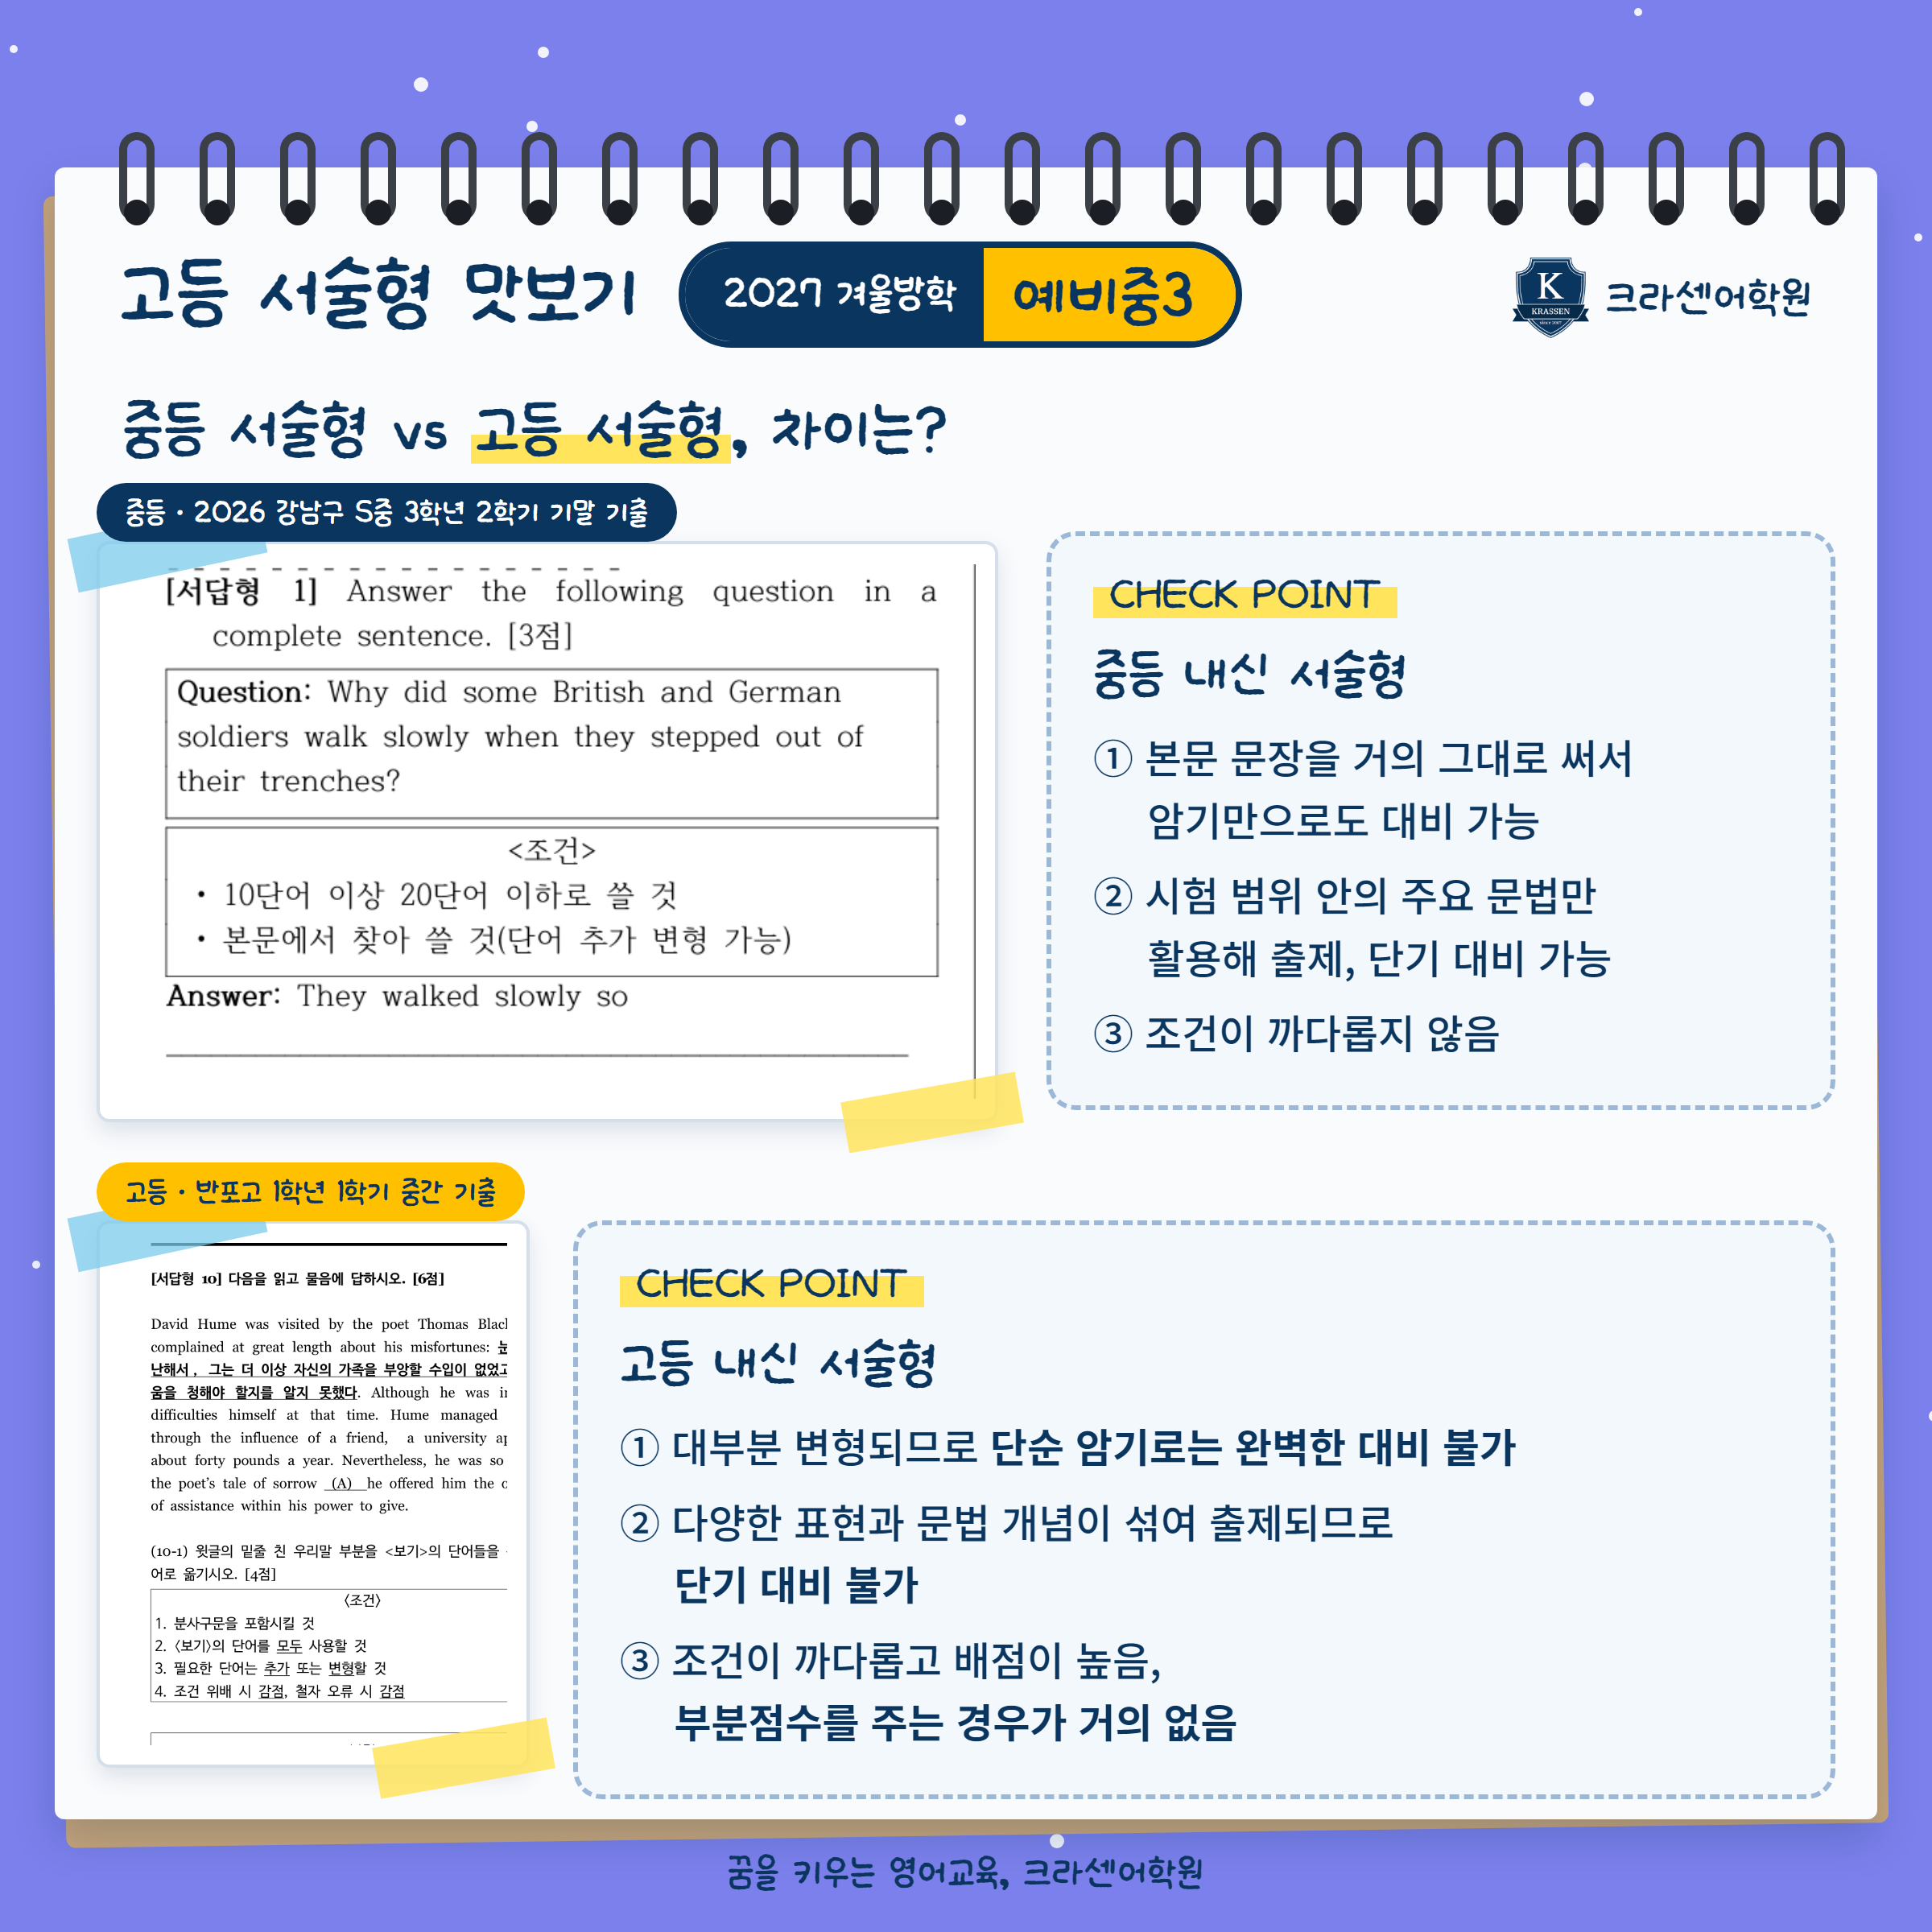 고등 서술형 맛보기
2027 겨울방학 예비중3
K
KRASSEN
크라센어학원
중등 서술형 vs 고등 서술형, 차이는?
중등 · 2026 강남구 S중 3학년 2학기 기말 기출
[서답형 1] Answer the following question in a
complete sentence. [3점]
Question: Why did some British and German
soldiers walk slowly when they stepped out of
their trenches?
<조건>
• 10단어 이상 20단어 이하로 쓸 것
• 본문에서 찾아 쓸 것(단어 추가 변형 가능)
Answer: They walked slowly so
CHECK POINT
중등 내신 서술형
① 본문 문장을 거의 그대로 써서
암기만으로도 대비 가능
② 시험 범위 안의 주요 문법만
활용해 출제, 단기 대비 가능
③ 조건이 까다롭지 않음
고등 · 반포고 1학년 1학기 중간 기출
[서답형 10] 다음을 읽고 물음에 답하시오. [6점]
David Hume was visited by the poet Thomas
complained at great length about his misfortunes:
난해서, 그는 더 이상 자신의 가족을 부양할 수입이 없었고
움을 청해야 할지를 알지 못했다. Although he was
difficulties himself at that time. Hume managed
through the influence of a friend, a university
about forty pounds a year. Nevertheless, he was so
the poet's tale of sorrow (A) he offered him the
of assistance within his power to give.
(10-1) 윗글의 밑줄 친 우리말 부분을 <보기>의 단어들을
어로 옮기시오. [4점]
<조건>
1. 분사구문을 포함시킬 것
2. <보기>의 단어를 모두 사용할 것
3. 필요한 단어는 추가 또는 변형할 것
4. 조건 위배 시 감점, 철자 오류 시 감점
CHECK POINT
고등 내신 서술형
① 대부분 변형되므로 단순 암기로는 완벽한 대비 불가
② 다양한 표현과 문법 개념이 섞여 출제되므로
단기 대비 불가
③ 조건이 까다롭고 배점이 높음,
부분점수를 주는 경우가 거의 없음
꿈을 키우는 영어교육, 크라센어학원